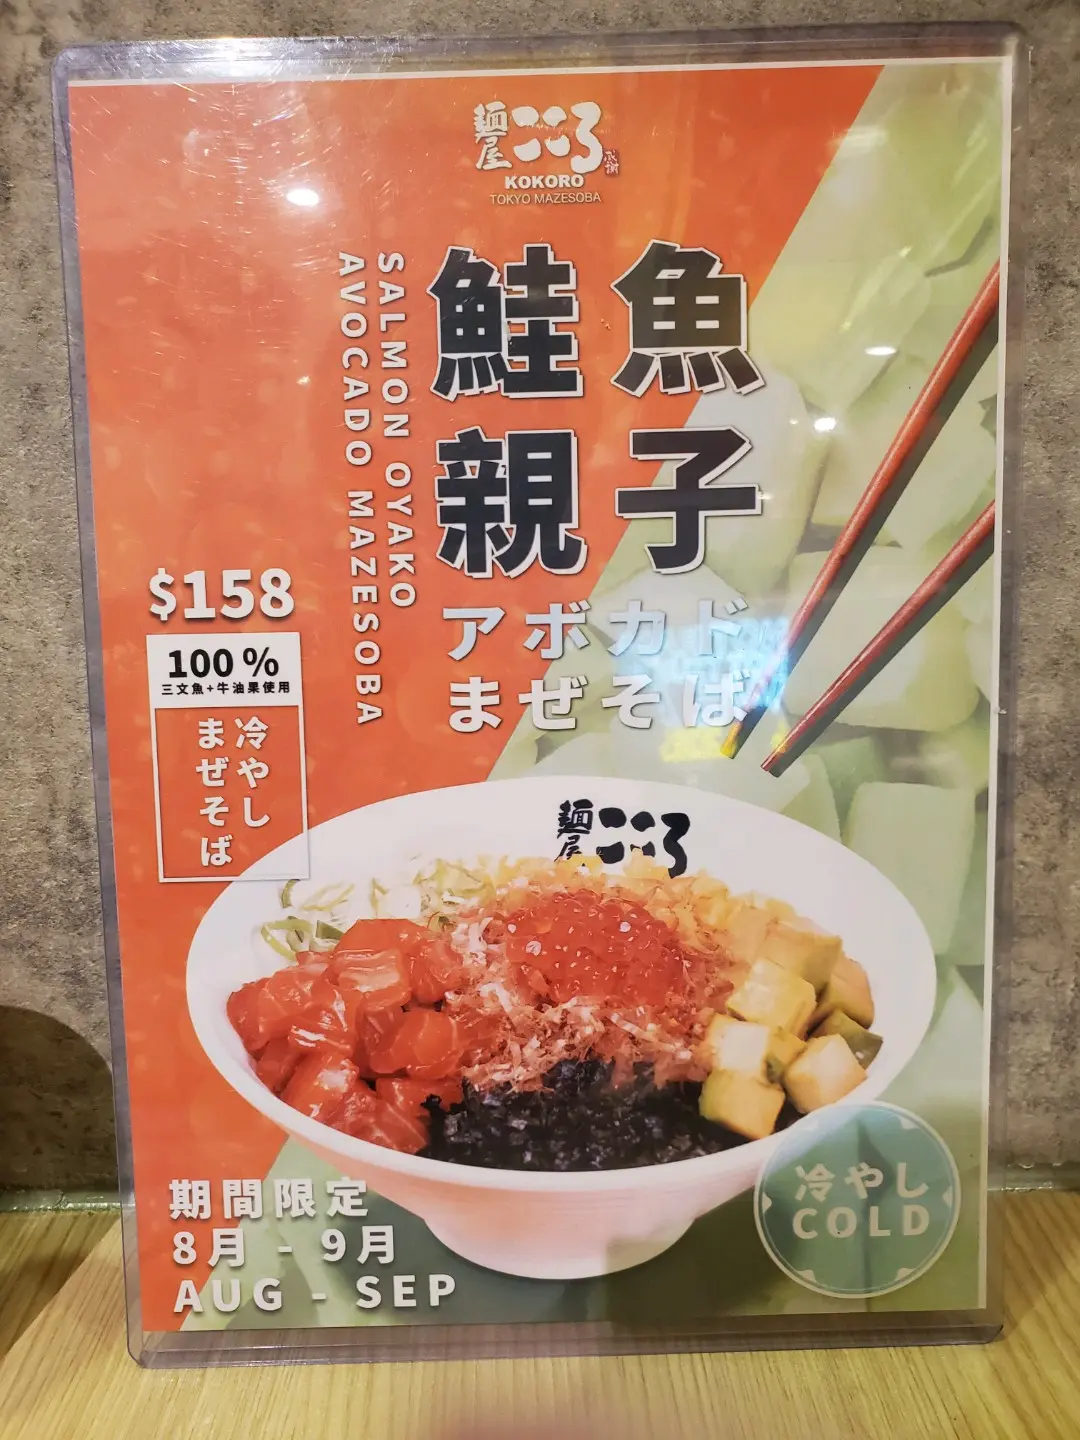 麺屋こころ
感謝
KOKORO
TOKYO MAZESOBA
鮭魚
親子
アボカド
まぜそば
SALMON OYAKO
AVOCADO MAZESOBA
$158
100%
三文魚+牛油果使用
冷やし
まぜそば
麺屋こころ
期間限定
8月 - 9月
AUG - SEP
冷やし
COLD